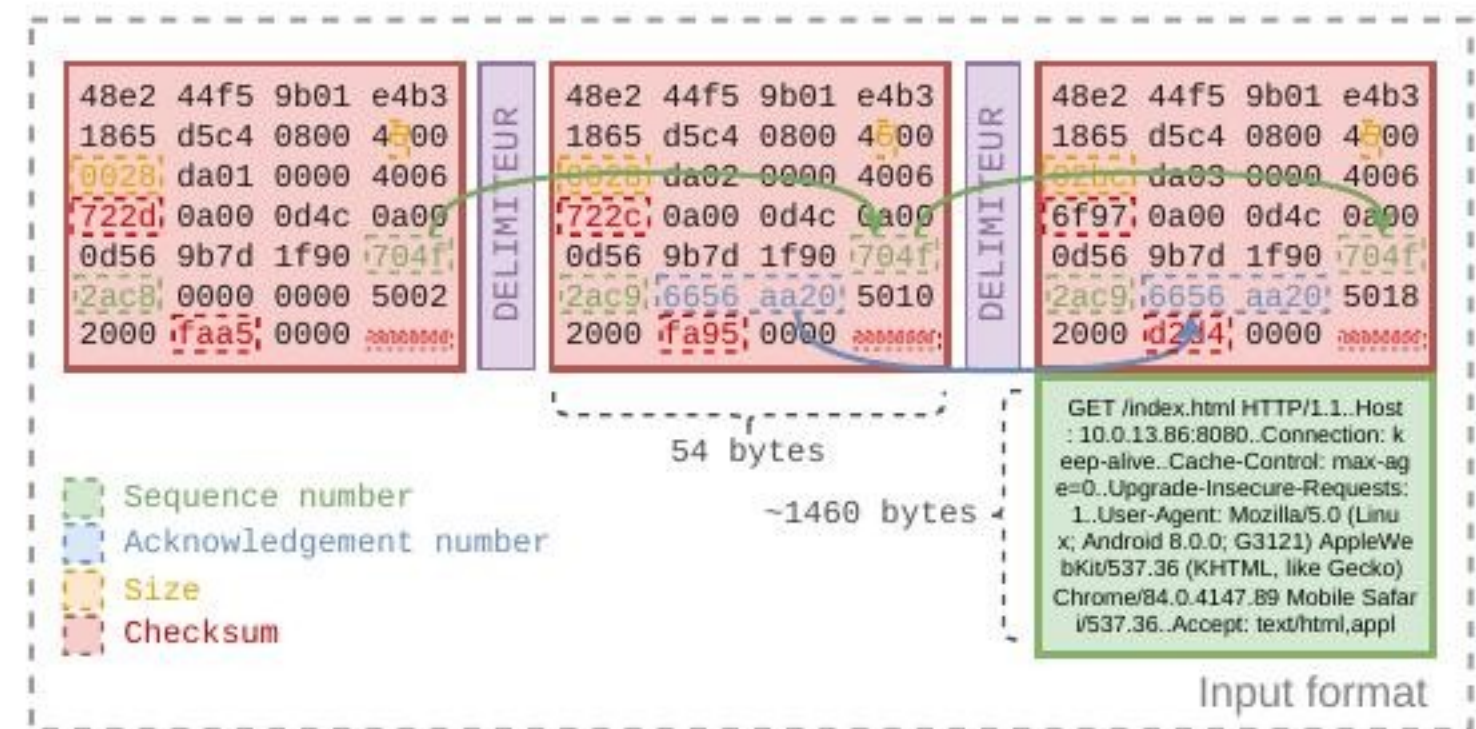 48e2 44f5 9b01 e4b3
1865 d5c4 0800 4500
0028 da01 0000 4006
722d 0a00 0d4c 0a00
0d56 9b7d 1f90 704f
2ac8 0000 0000 5002
2000 faa5 0000
DELIMITEUR
48e2 44f5 9b01 e4b3
1865 d5c4 0800 4500
0028 da02 0000 4006
722c 0a00 0d4c 0a00
0d56 9b7d 1f90 704f
2ac9 6656 aa20 5010
2000 fa95 0000
DELIMITEUR
48e2 44f5 9b01 e4b3
1865 d5c4 0800 4500
02bc da03 0000 4006
6f97 0a00 0d4c 0a00
0d56 9b7d 1f90 704f
2ac9 6656 aa20 5018
2000 0000
54 bytes
~1460 bytes
GET /index.html HTTP/1.1..Host
: 10.0.13.86:8080..Connection: k
eep-alive..Cache-Control: max-ag
e=0..Upgrade-Insecure-Requests:
1..User-Agent: Mozilla/5.0 (Linu
x; Android 8.0.0; G3121) AppleWe
bKit/537.36 (KHTML, like Gecko)
Chrome/84.0.4147.89 Mobile Safar
i/537.36..Accept: text/html,appl
Sequence number
Acknowledgement number
Size
Checksum
Input format